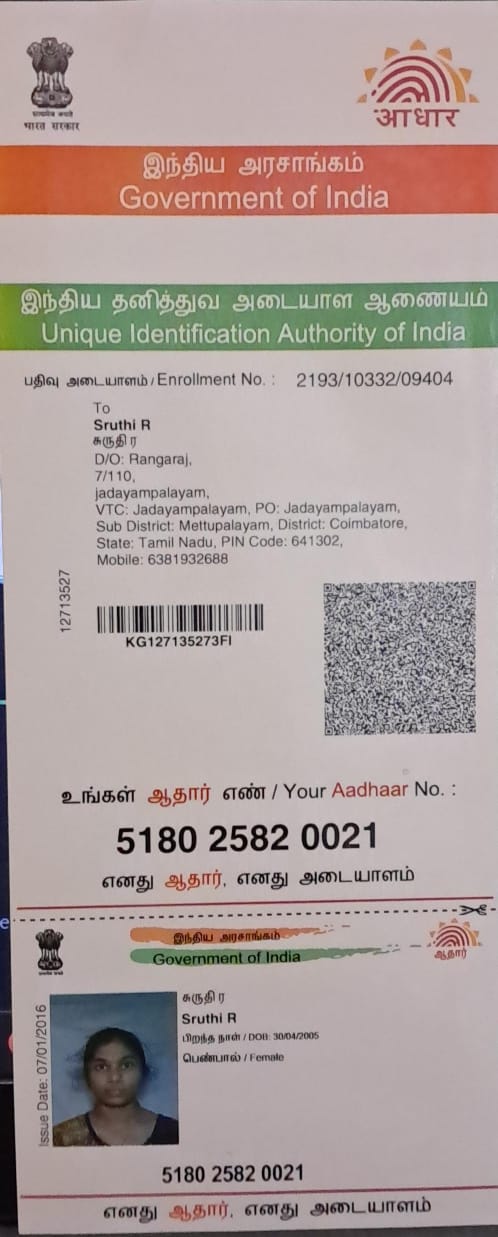 सत्यमेव जयते
भारत सरकार
आधार
இந்திய அரசாங்கம்
Government of India
இந்திய தனித்துவ அடையாள ஆணையம்
Unique Identification Authority of India
பதிவு அடையாளம் / Enrollment No. : 2193/10332/09404
To
Sruthi R
சுருதி ர
D/O: Rangaraj,
7/110,
jadayampalayam,
VTC: Jadayampalayam, PO: Jadayampalayam,
Sub District: Mettupalayam, District: Coimbatore,
State: Tamil Nadu, PIN Code: 641302,
Mobile: 6381932688
12713527
KG127135273FI
உங்கள் ஆதார் எண் / Your Aadhaar No. :
5180 2582 0021
எனது ஆதார், எனது அடையாளம்
இந்திய அரசாங்கம்
Government of India
ஆதார்
Issue Date: 07/01/2016
சுருதி ர
Sruthi R
பிறந்த நாள் / DOB: 30/04/2005
பெண்பால் / Female
5180 2582 0021
எனது ஆதார், எனது அடையாளம்